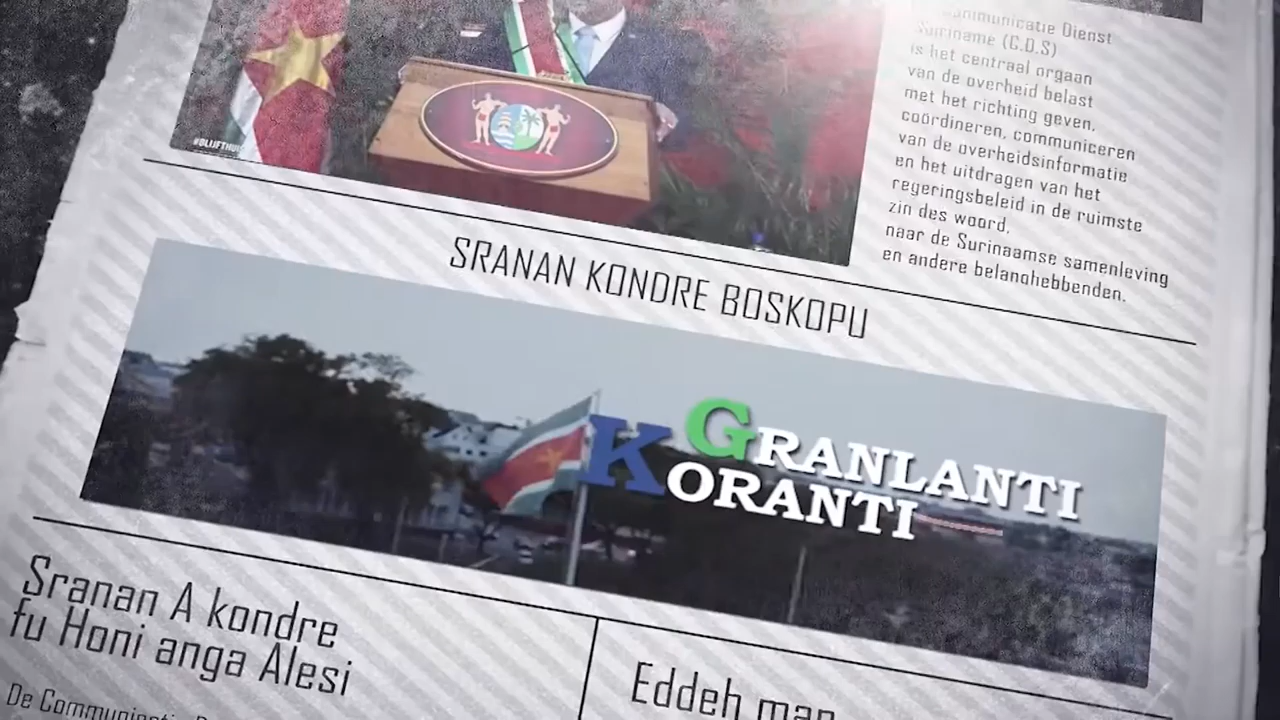 Communicatie Dienst
Suriname (C.D.S)
is het centraal orgaan
van de overheid belast
met het richting geven,
coördineren, communiceren
van de overheidsinformatie
en het uitdragen van het
regeringsbeleid in de ruimste
zin des woord,
naar de Surinaamse samenleving
en andere belanghebbenden.
SRANAN KONDRE BOSKOPU
GRANLANTI
KORANTI
Sranan A kondre
fu Honi anga Alesi
De Communicatie
Eddeh man